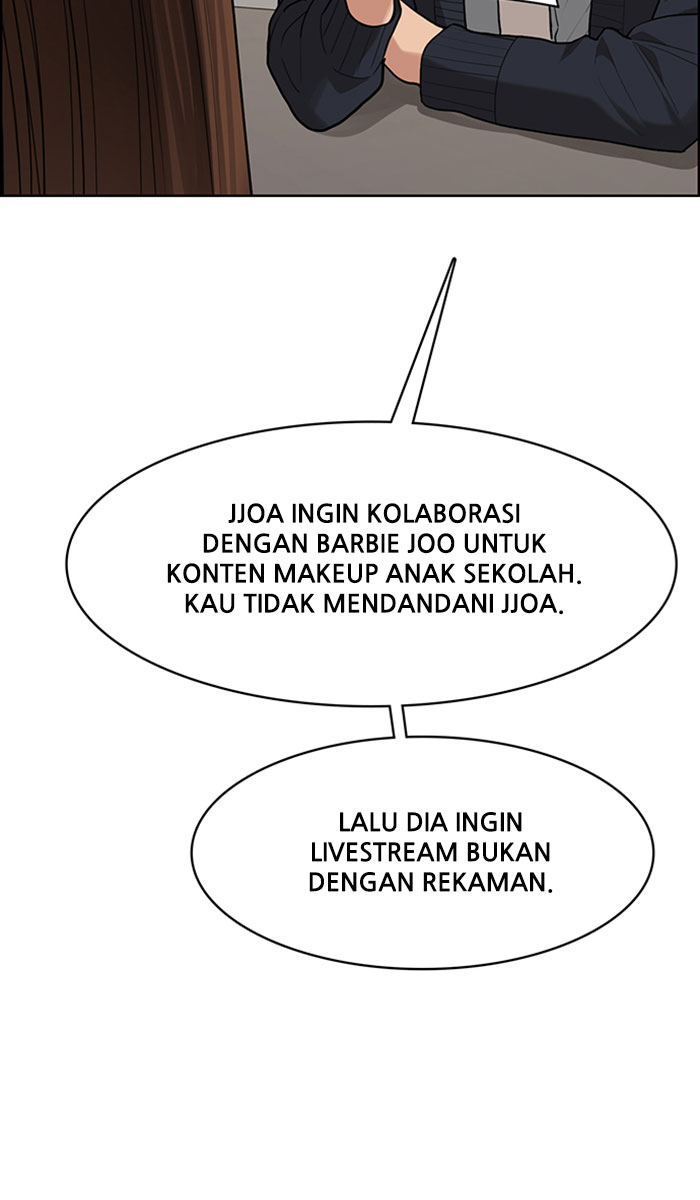 JJOA INGIN KOLABORASI
DENGAN BARBIE JOO UNTUK
KONTEN MAKEUP ANAK SEKOLAH.
KAU TIDAK MENDANDANI JJOA.
LALU DIA INGIN
LIVESTREAM BUKAN
DENGAN REKAMAN.